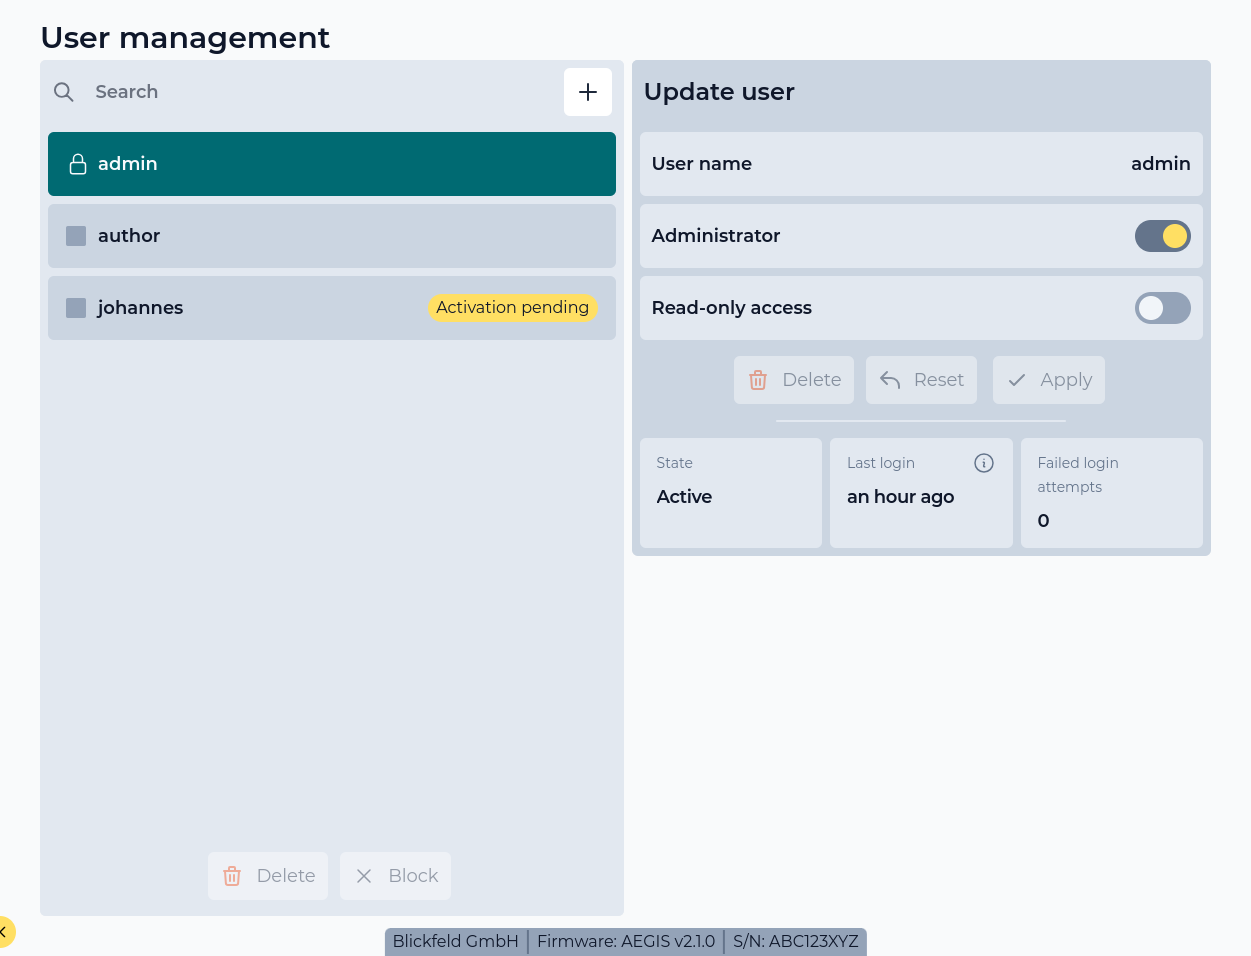 User management
Search
admin
author
johannes
Activation pending
Delete
Block
Update user
User name
admin
Administrator
Read-only access
Delete
Reset
Apply
State
Active
Last login
an hour ago
Failed login
attempts
0
Blickfeld GmbH
Firmware: AEGIS v2.1.0
S/N: ABC123XYZ